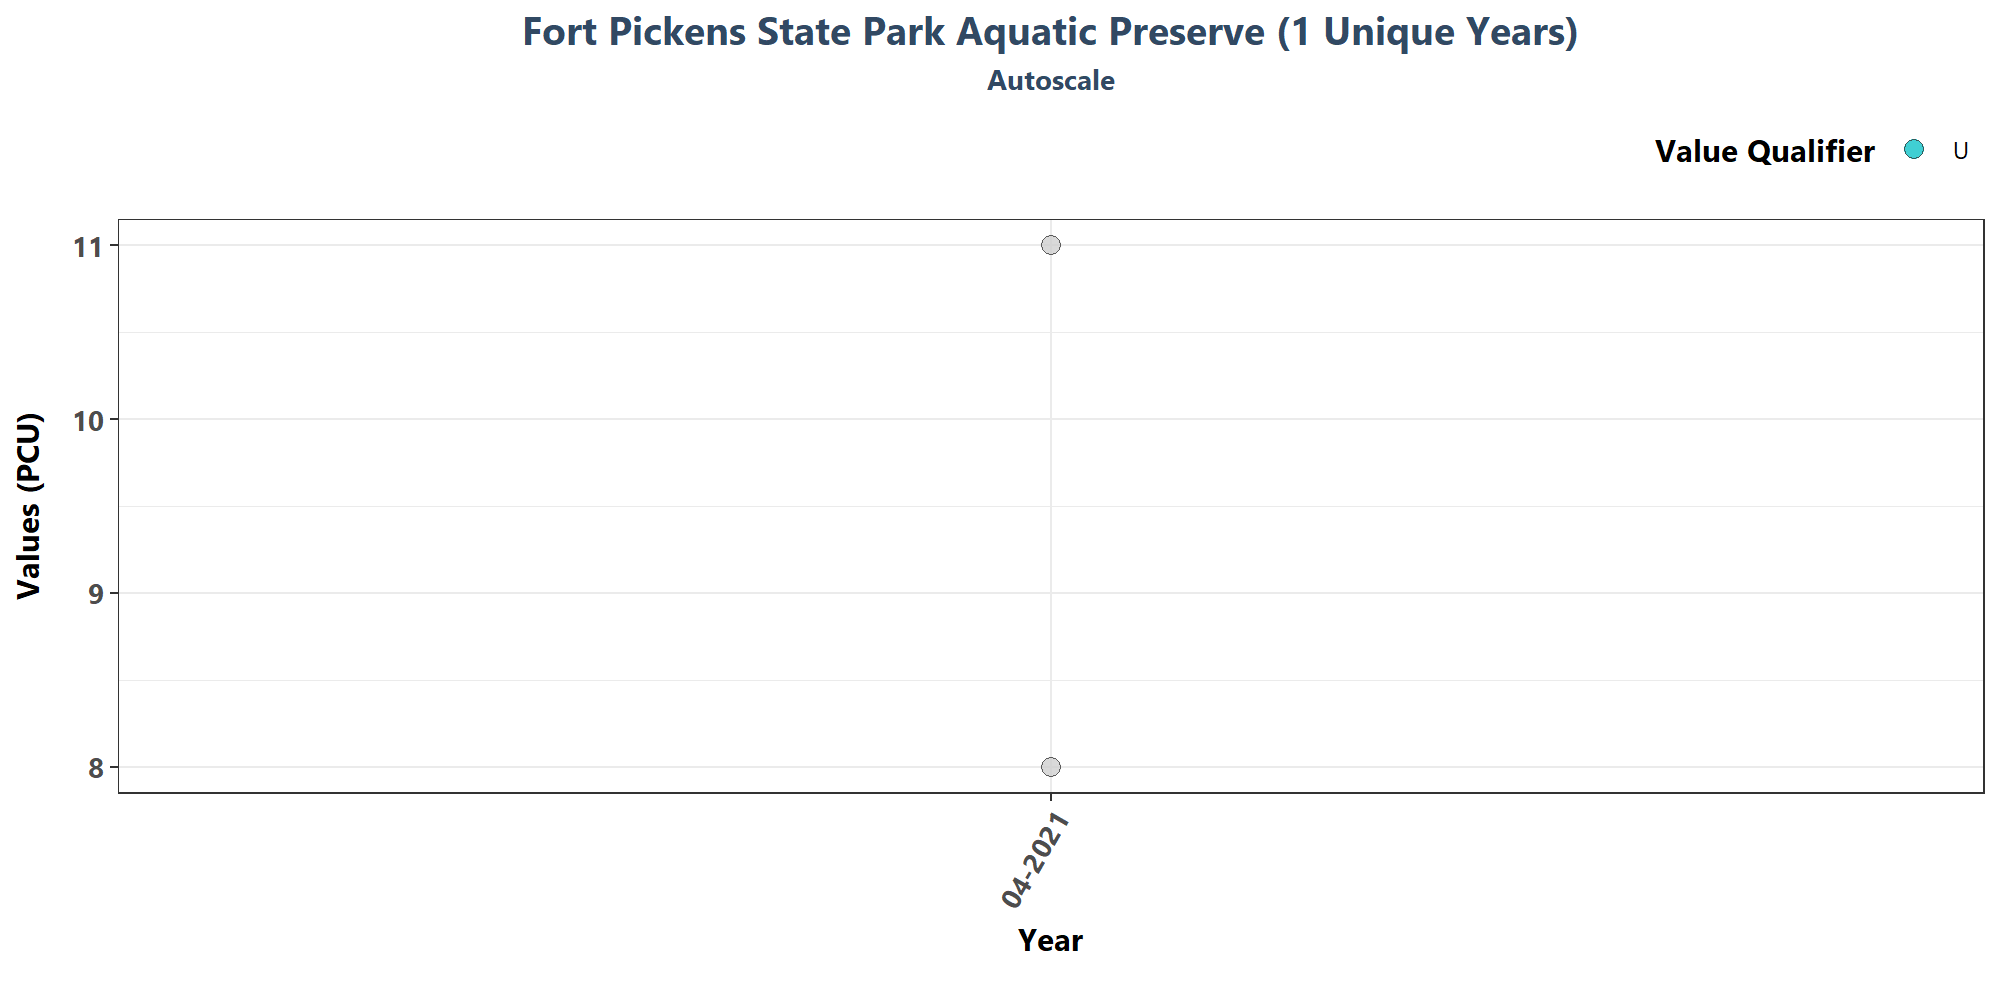 Fort Pickens State Park Aquatic Preserve (1 Unique Years)
Autoscale
Value Qualifier U
Values (PCU)
11
10
9
8
04-2021
Year